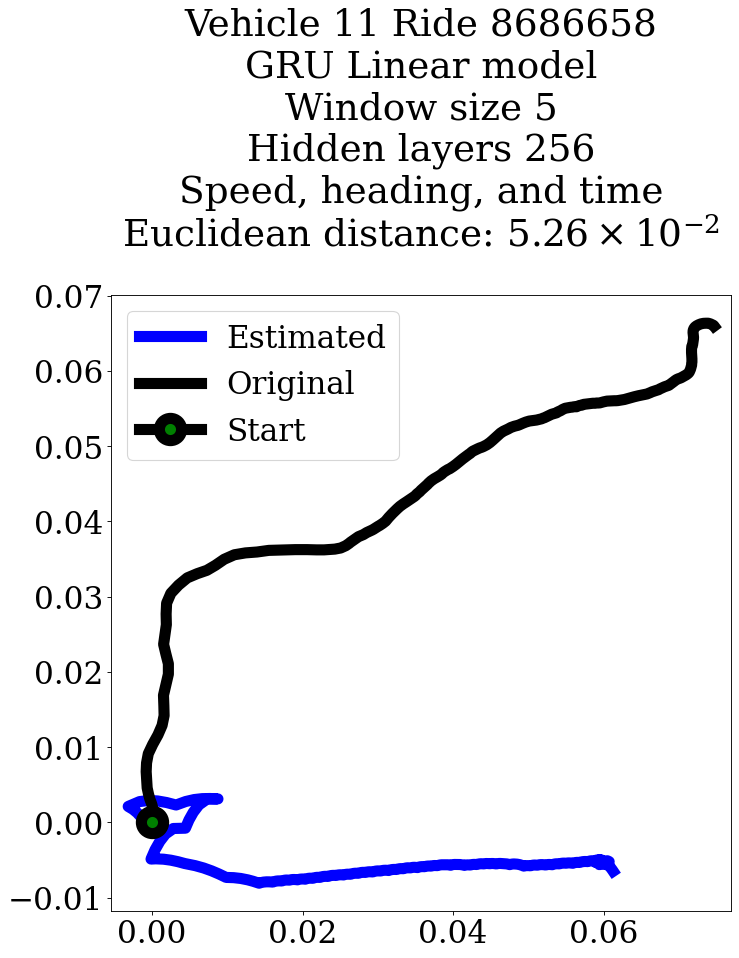 Vehicle 11 Ride 8686658
GRU Linear model
Window size 5
Hidden layers 256
Speed, heading, and time
Euclidean distance: 5.26 × 10⁻²
0.07
0.06
0.05
0.04
0.03
0.02
0.01
0.00
−0.01
Estimated
Original
Start
0.00 0.02 0.04 0.06